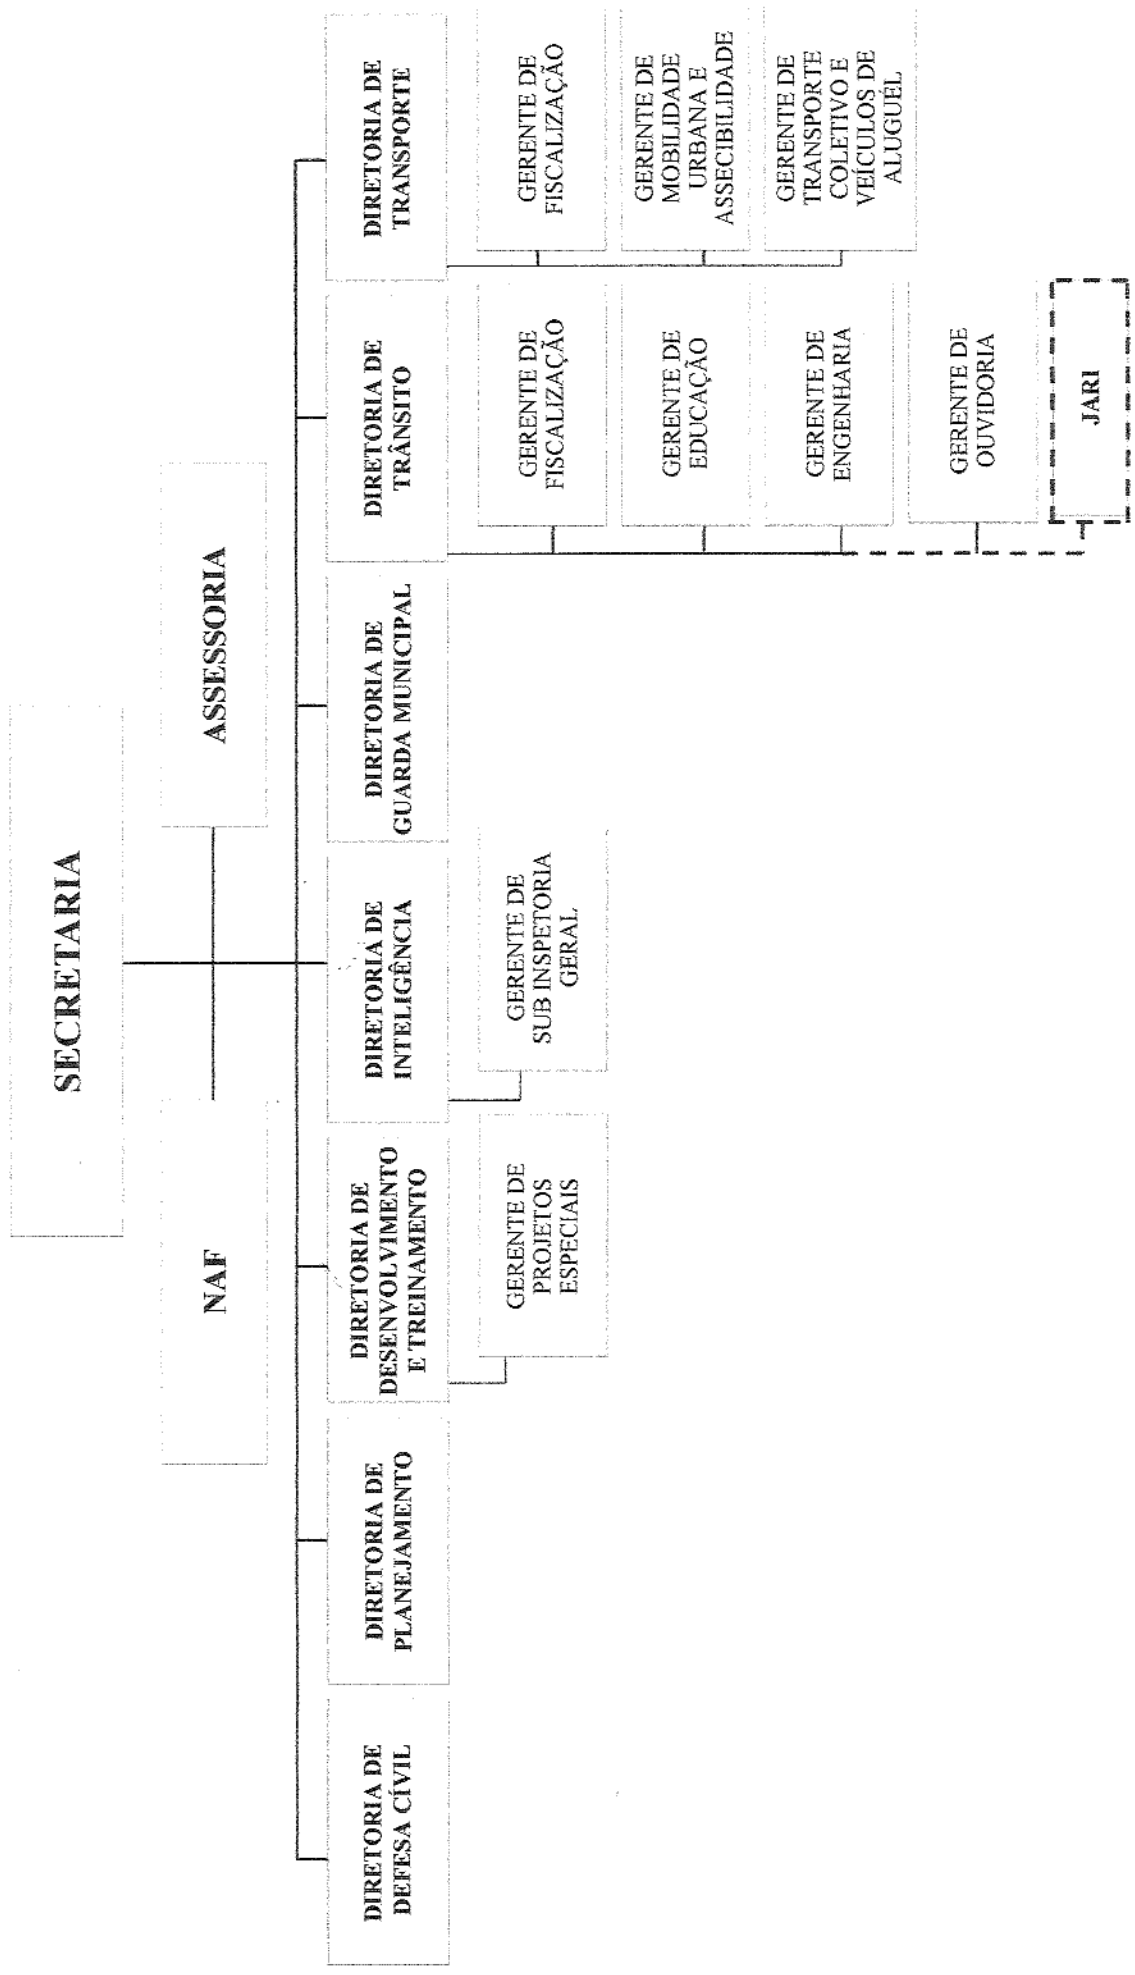 SECRETARIA
NAF
ASSESSORIA
DIRETORIA DE
DEFESA CÍVIL
DIRETORIA DE
PLANEJAMENTO
DIRETORIA DE
DESENVOLVIMENTO
E TREINAMENTO
DIRETORIA DE
INTELIGÊNCIA
DIRETORIA DE
GUARDA MUNICIPAL
DIRETORIA DE
TRÂNSITO
DIRETORIA DE
TRANSPORTE
GERENTE DE
PROJETOS
ESPECIAIS
GERENTE DE
SUB INSPETORIA
GERAL
GERENTE DE
FISCALIZAÇÃO
GERENTE DE
EDUCAÇÃO
GERENTE DE
ENGENHARIA
GERENTE DE
OUVIDORIA
JARI
GERENTE DE
FISCALIZAÇÃO
GERENTE DE
MOBILIDADE
URBANA E
ASSECIBILIDADE
GERENTE DE
TRANSPORTE
COLETIVO E
VEÍCULOS DE
ALUGUÉL